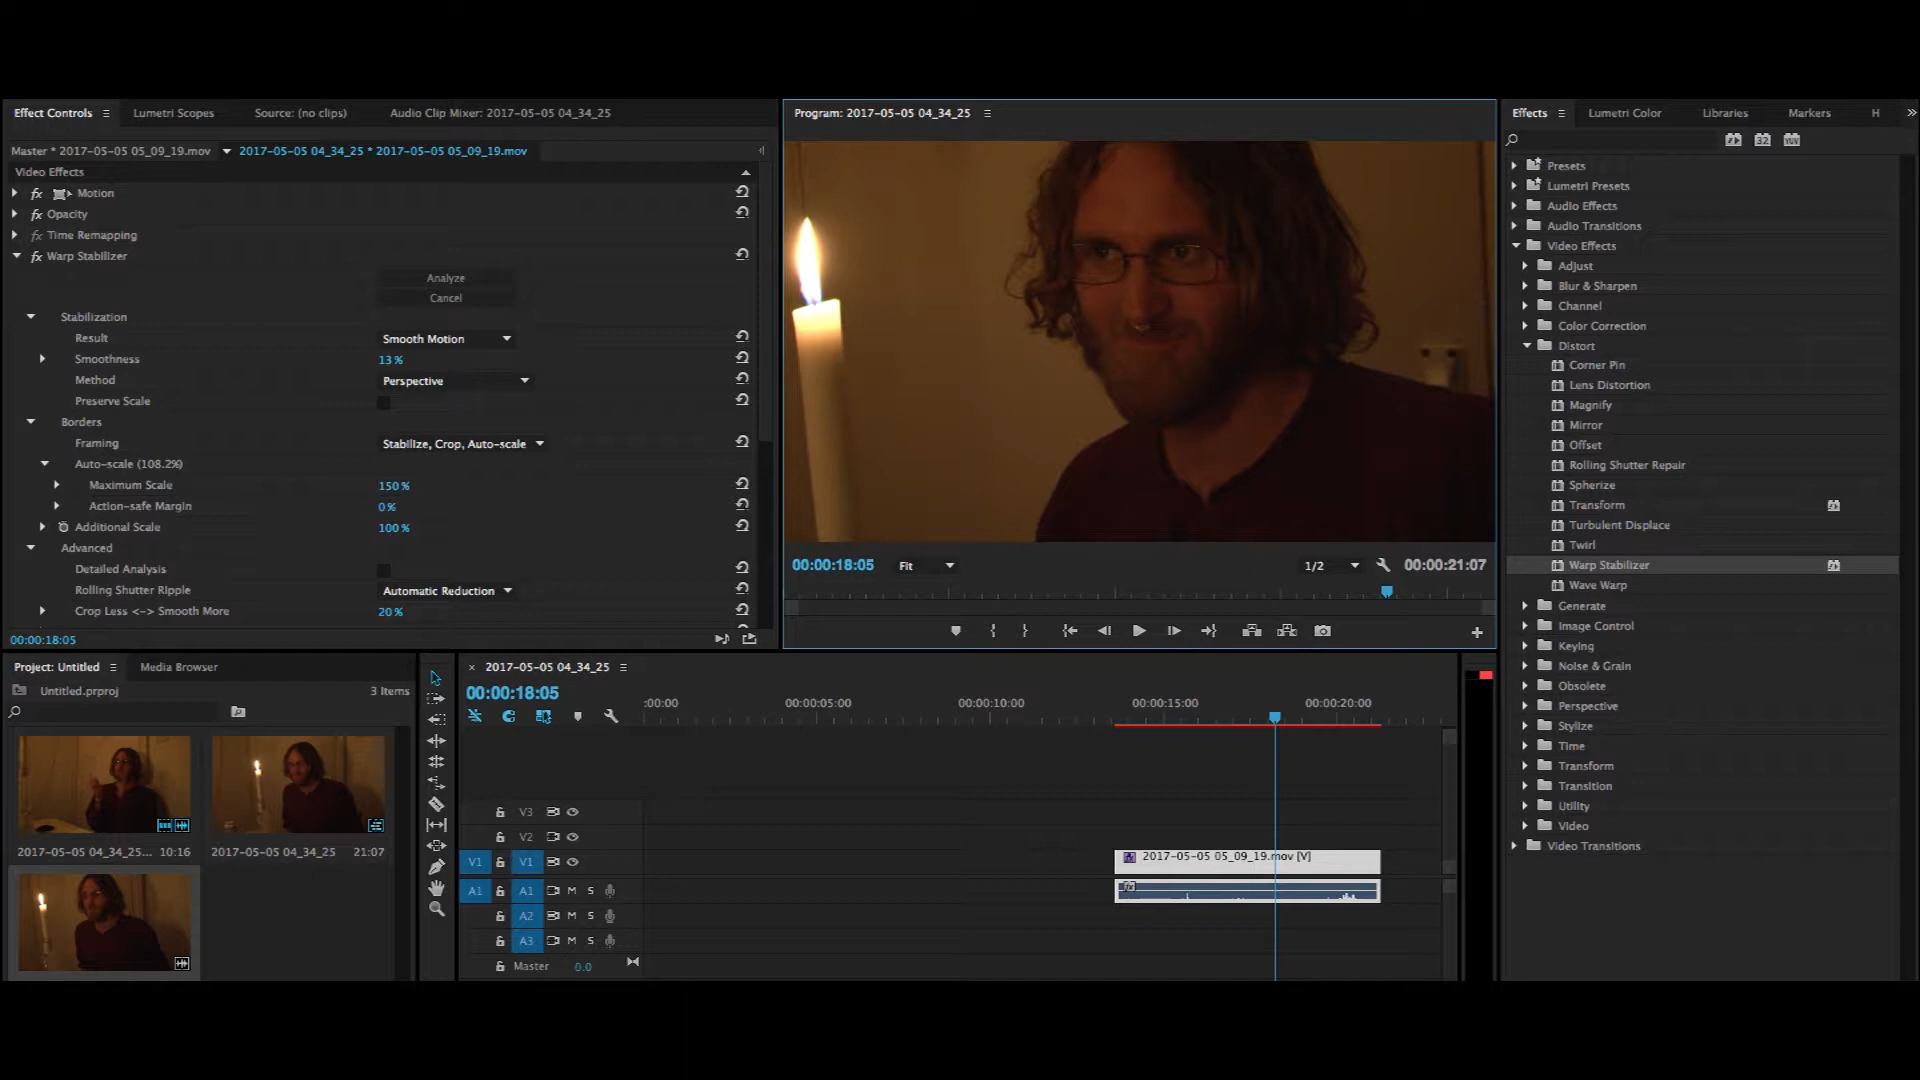 Effect Controls
Lumetri Scopes
Source: (no clips)
Audio Clip Mixer: 2017-05-05 04_34_25
Master * 2017-05-05 05_09_19.mov
2017-05-05 04_34_25 * 2017-05-05 05_09_19.mov
Video Effects
fx Motion
fx Opacity
fx Time Remapping
fx Warp Stabilizer
Analyze
Cancel
Stabilization
Result Smooth Motion
Smoothness 13 %
Method Perspective
Preserve Scale
Borders
Framing Stabilize, Crop, Auto-scale
Auto-scale (108.2%)
Maximum Scale 150 %
Action-safe Margin 0 %
Additional Scale 100 %
Advanced
Detailed Analysis
Rolling Shutter Ripple Automatic Reduction
Crop Less <-> Smooth More 20 %
00:00:18:05
Program: 2017-05-05 04_34_25
00:00:18:05
Fit
1/2
00:00:21:07
Effects
Lumetri Color
Libraries
Markers
H
32
YUV
Presets
Lumetri Presets
Audio Effects
Audio Transitions
Video Effects
Adjust
Blur & Sharpen
Channel
Color Correction
Distort
Corner Pin
Lens Distortion
Magnify
Mirror
Offset
Rolling Shutter Repair
Spherize
Transform
Turbulent Displace
Twirl
Warp Stabilizer
Wave Warp
Generate
Image Control
Keying
Noise & Grain
Obsolete
Perspective
Stylize
Time
Transform
Transition
Utility
Video
Video Transitions
Project: Untitled
Media Browser
Untitled.prproj
3 Items
2017-05-05 04_34_25... 10:16
2017-05-05 04_34_25 21:07
× 2017-05-05 04_34_25
00:00:18:05
:00:00
00:00:05:00
00:00:10:00
00:00:15:00
00:00:20:00
V3
V2
V1 V1
2017-05-05 05_09_19.mov [V]
A1 A1 M S
fx
A2 M S
A3 M S
Master 0.0